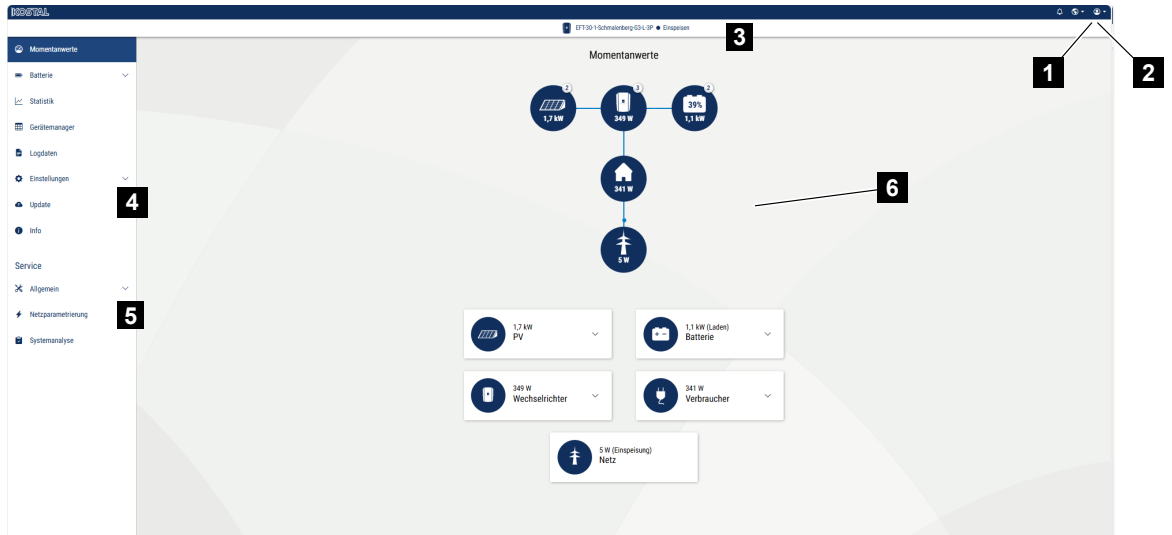 KOSTAL
EFT-30-1-Schmalenberg-G3-L-3P ● Einspeisen
3
1
2
Momentanwerte
Batterie
Statistik
Gerätemanager
Logdaten
Einstellungen
4
Update
Info
Service
Allgemein
Netzparametrierung
5
Systemanalyse
Momentanwerte
2
1,7 kW
3
349 W
2
39%
1,1 kW
341 W
6
5 W
1,7 kW
PV
1,1 kW (Laden)
Batterie
349 W
Wechselrichter
341 W
Verbraucher
5 W (Einspeisung)
Netz